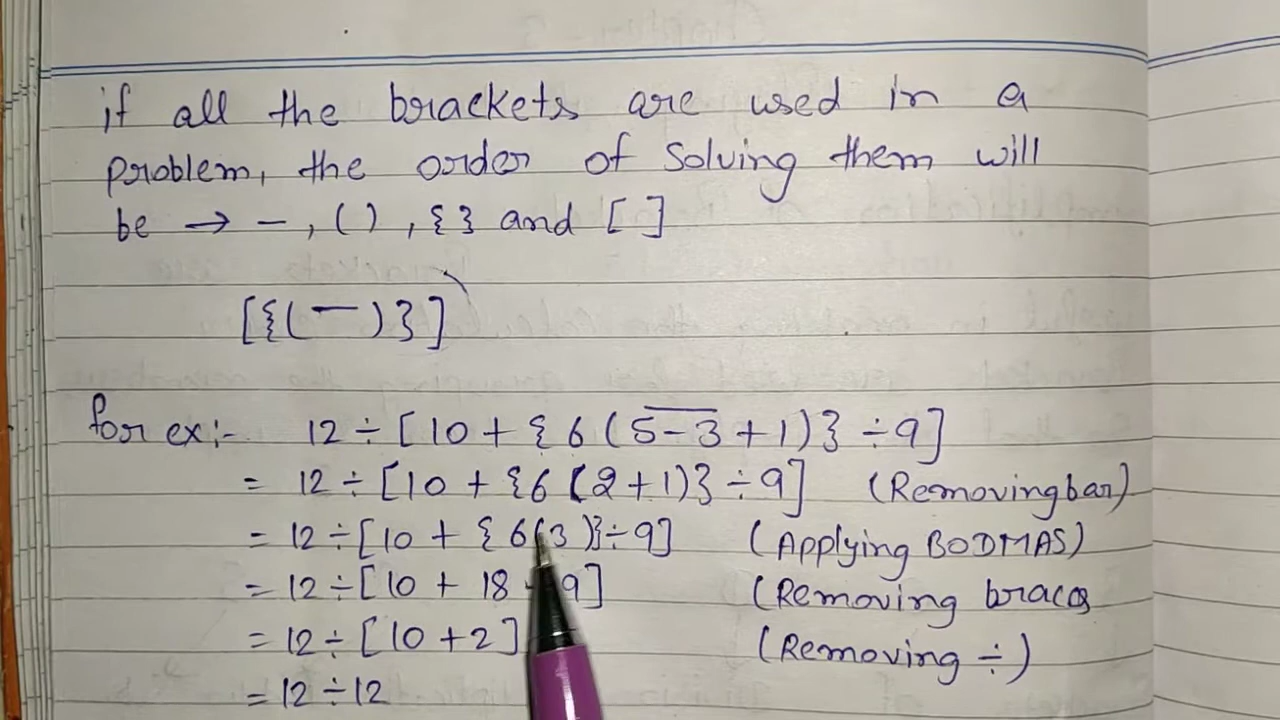 if all the brackets are used in a
problem, the order of solving them will
be → —, ( ), { } and [ ]
[{(—)}]
for ex:- 12 ÷ [10 + {6 (5̅-̅3̅ + 1)} ÷ 9]
= 12 ÷ [10 + {6 (2 + 1)} ÷ 9] (Removing bar)
= 12 ÷ [10 + {6(3)} ÷ 9] (Applying BODMAS)
= 12 ÷ [10 + 18 9] (Removing
= 12 ÷ [10 + 2] (Removing ÷)
= 12 ÷ 12